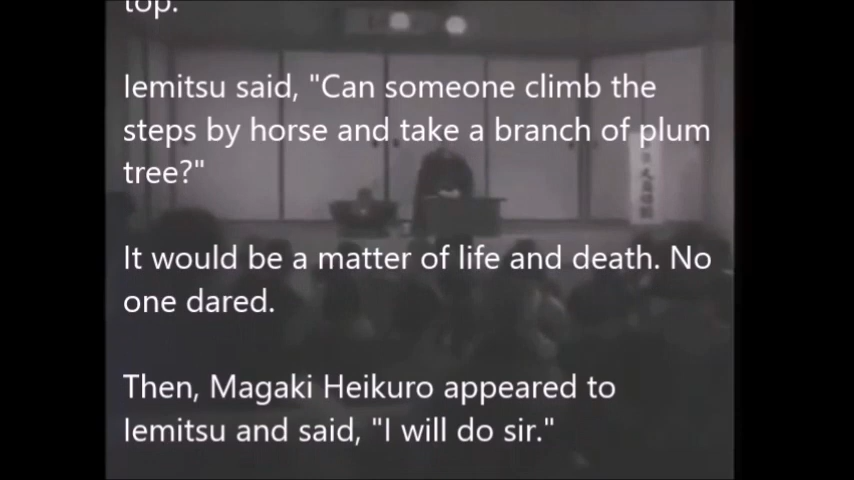 top.
Iemitsu said, "Can someone climb the
steps by horse and take a branch of plum
tree?"
It would be a matter of life and death. No
one dared.
Then, Magaki Heikuro appeared to
Iemitsu and said, "I will do sir."